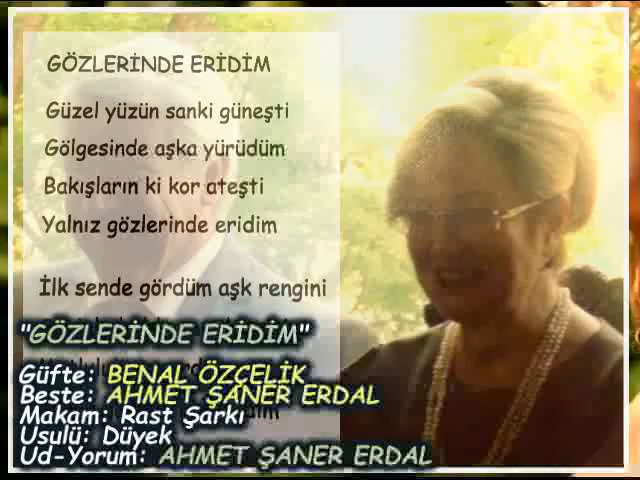 GÖZLERİNDE ERİDİM
Güzel yüzün sanki güneşti
Gölgesinde aşka yürüdüm
Bakışların ki kor ateşti
Yalnız gözlerinde eridim
İlk sende gördüm aşk rengini
"GÖZLERİNDE ERİDİM"
Güfte: BENAL ÖZÇELİK
Beste: AHMET ŞANER ERDAL
Makam: Rast Şarkı
Usulü: Düyek
Ud-Yorum: AHMET ŞANER ERDAL